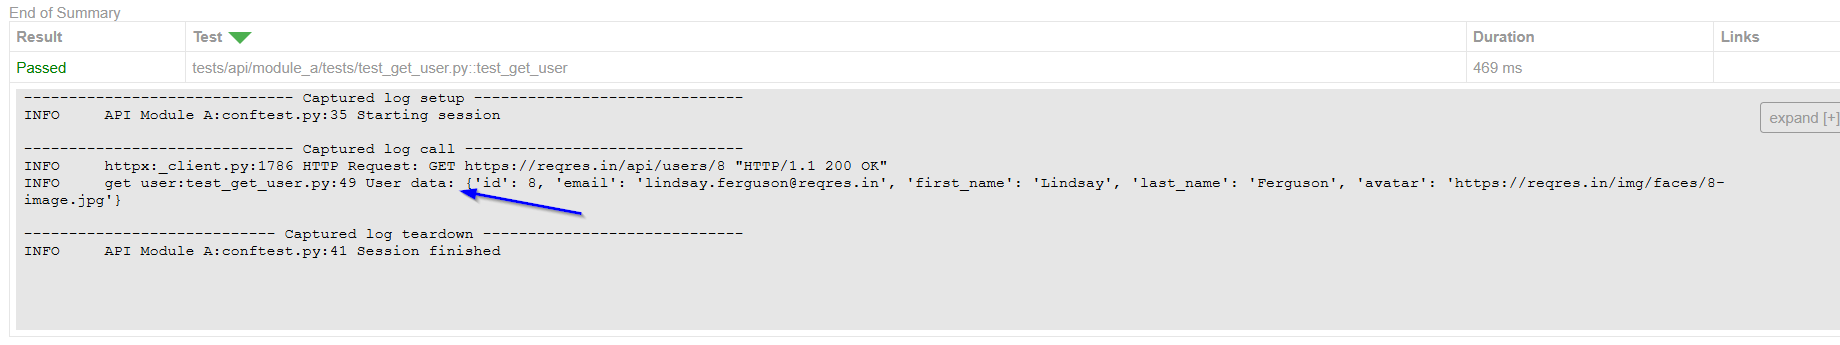 End of Summary
Result Test Duration Links
Passed tests/api/module_a/tests/test_get_user.py::test_get_user 469 ms
------------------------------ Captured log setup ------------------------------
INFO     API Module A:conftest.py:35 Starting session
expand [+]
------------------------------- Captured log call -------------------------------
INFO     httpx:_client.py:1786 HTTP Request: GET https://reqres.in/api/users/8 "HTTP/1.1 200 OK"
INFO     get user:test_get_user.py:49 User data: {'id': 8, 'email': 'lindsay.ferguson@reqres.in', 'first_name': 'Lindsay', 'last_name': 'Ferguson', 'avatar': 'https://reqres.in/img/faces/8-
image.jpg'}
---------------------------- Captured log teardown -----------------------------
INFO     API Module A:conftest.py:41 Session finished